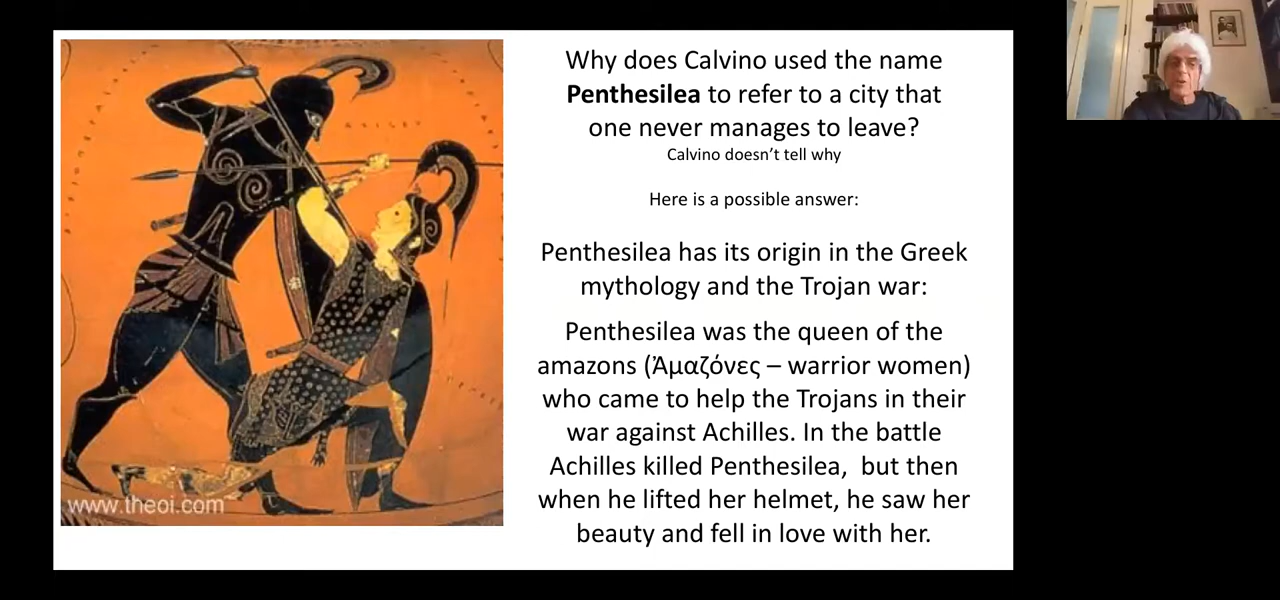 Why does Calvino used the name
Penthesilea to refer to a city that
one never manages to leave?
Calvino doesn’t tell why
Here is a possible answer:
Penthesilea has its origin in the Greek
mythology and the Trojan war:
Penthesilea was the queen of the
amazons (Ἀμαζόνες – warrior women)
who came to help the Trojans in their
war against Achilles. In the battle
Achilles killed Penthesilea, but then
when he lifted her helmet, he saw her
beauty and fell in love with her.
www.theoi.com